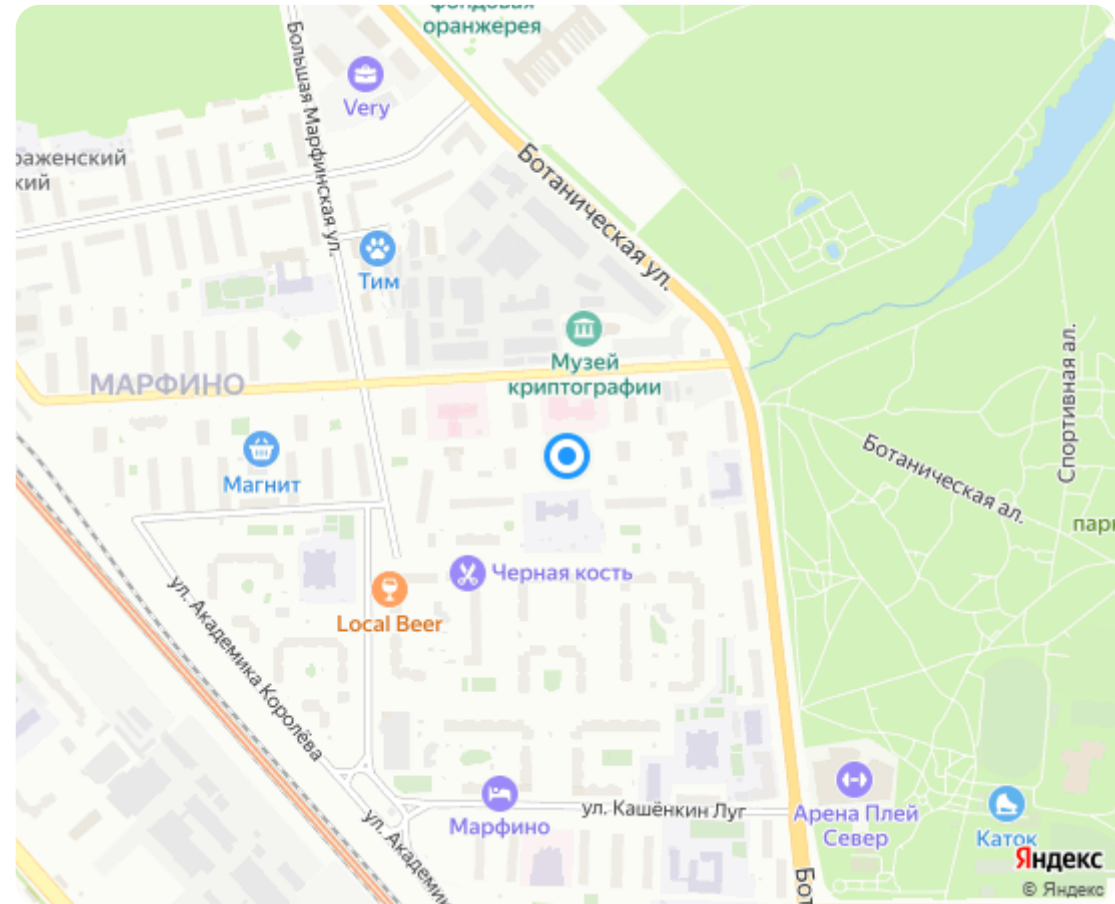 фондовая
оранжерея
Большая Марфинская ул.
Very
Ботаническая ул.
Тим
Музей
криптографии
МАРФИНО
Магнит
Спортивная ал.
Ботаническая ал.
Черная кость
Local Beer
ул. Академика Королёва
Марфино
ул. Кашёнкин Луг
Арена Плей
Север
Каток
Яндекс
© Яндекс